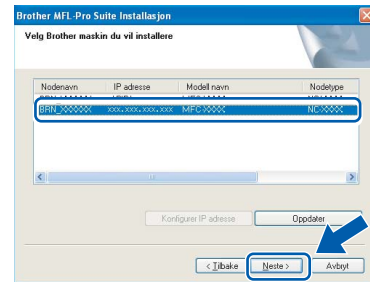 Brother MFL-Pro Suite Installasjon
Velg Brother maskin du vil installere
Nodenavn IP adresse Modell navn Nodetype
BRN_XXXXXX xxx.xxx.xxx.xxx MFC-XXXX NC-XXXX
Konfigurer IP adresse Oppdater
< Tilbake Neste > Avbryt